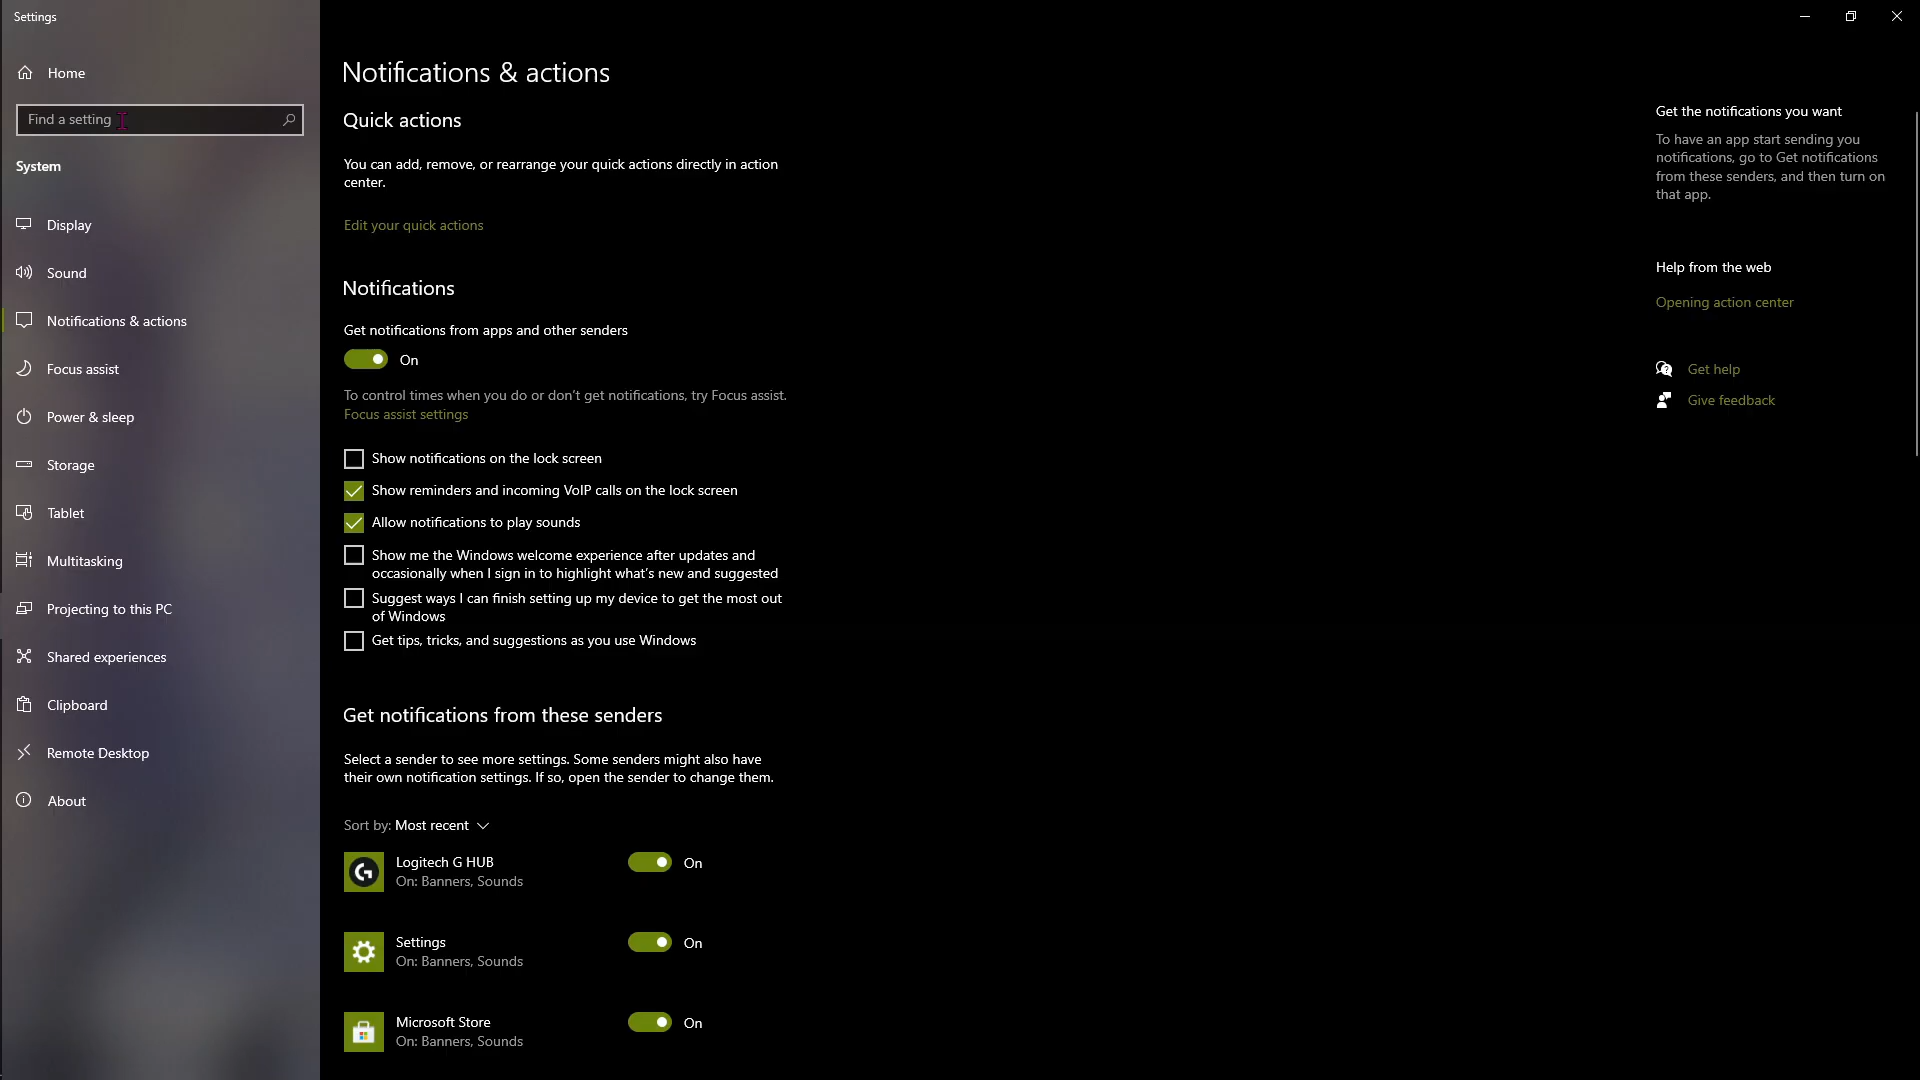 Settings
Home
Find a setting
System
Display
Sound
Notifications & actions
Focus assist
Power & sleep
Storage
Tablet
Multitasking
Projecting to this PC
Shared experiences
Clipboard
Remote Desktop
About
Notifications & actions
Quick actions
You can add, remove, or rearrange your quick actions directly in action
center.
Edit your quick actions
Notifications
Get notifications from apps and other senders
On
To control times when you do or don't get notifications, try Focus assist.
Focus assist settings
Show notifications on the lock screen
Show reminders and incoming VoIP calls on the lock screen
Allow notifications to play sounds
Show me the Windows welcome experience after updates and
occasionally when I sign in to highlight what's new and suggested
Suggest ways I can finish setting up my device to get the most out
of Windows
Get tips, tricks, and suggestions as you use Windows
Get notifications from these senders
Select a sender to see more settings. Some senders might also have
their own notification settings. If so, open the sender to change them.
Sort by: Most recent
Logitech G HUB
On
On: Banners, Sounds
Settings
On
On: Banners, Sounds
Microsoft Store
On
On: Banners, Sounds
Get the notifications you want
To have an app start sending you
notifications, go to Get notifications
from these senders, and then turn on
that app.
Help from the web
Opening action center
Get help
Give feedback